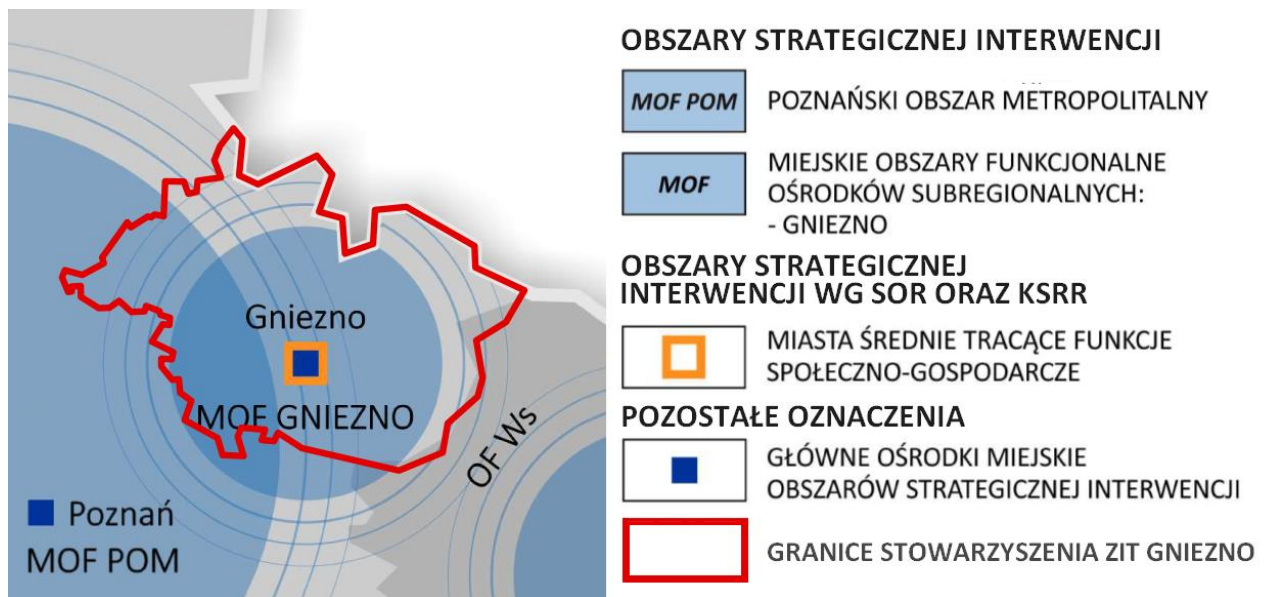 Gniezno
MOF GNIEZNO
OF Ws
Poznań
MOF POM
OBSZARY STRATEGICZNEJ INTERWENCJI
MOF POM
POZNAŃSKI OBSZAR METROPOLITALNY
MOF
MIEJSKIE OBSZARY FUNKCJONALNE
OŚRODKÓW SUBREGIONALNYCH:
- GNIEZNO
OBSZARY STRATEGICZNEJ
INTERWENCJI WG SOR ORAZ KSRR
MIASTA ŚREDNIE TRACĄCE FUNKCJE
SPOŁECZNO-GOSPODARCZE
POZOSTAŁE OZNACZENIA
GŁÓWNE OŚRODKI MIEJSKIE
OBSZARÓW STRATEGICZNEJ INTERWENCJI
GRANICE STOWARZYSZENIA ZIT GNIEZNO